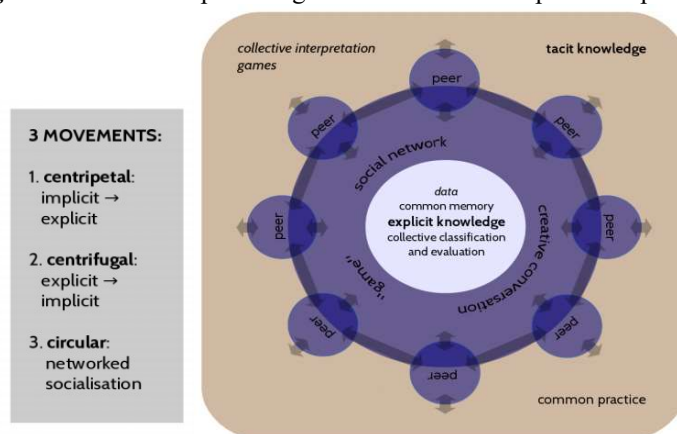 3 MOVEMENTS:
1. centripetal:
implicit →
explicit
2. centrifugal:
explicit →
implicit
3. circular:
networked
socialisation
collective interpretation
games
tacit knowledge
peer
peer
peer
peer
peer
peer
peer
peer
social network
creative conversation
"game"
data
common memory
explicit knowledge
collective classification
and evaluation
common practice